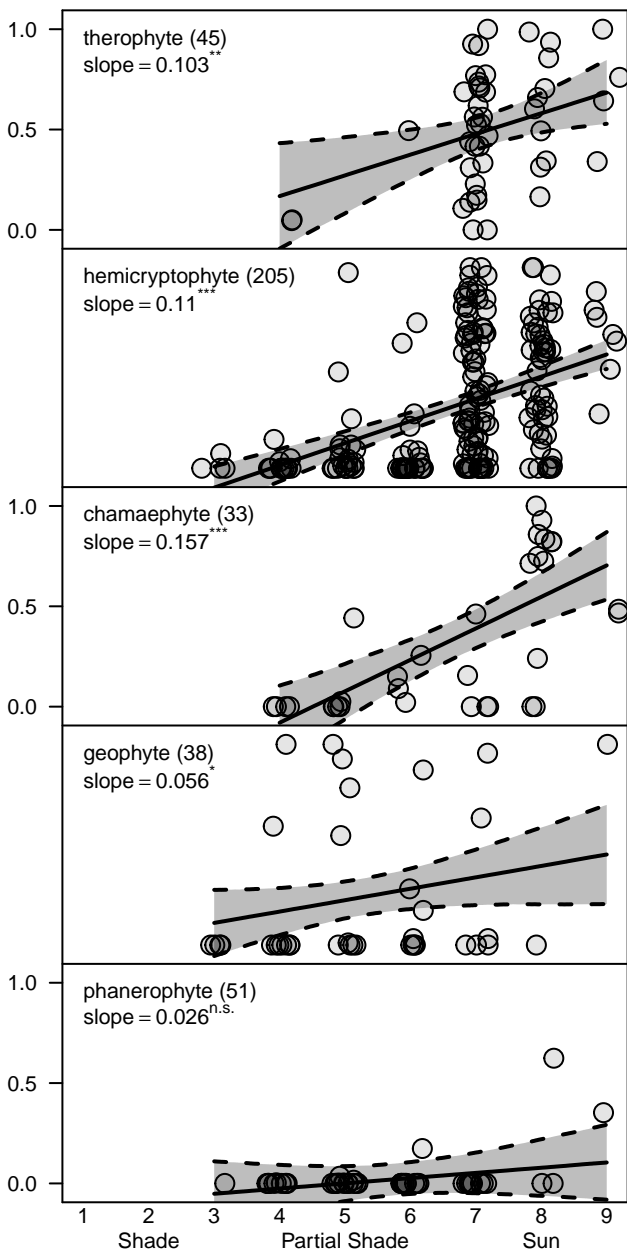 therophyte (45)
slope = 0.103**
1.0
0.5
0.0
hemicryptophyte (205)
slope = 0.11***
chamaephyte (33)
slope = 0.157***
1.0
0.5
0.0
geophyte (38)
slope = 0.056*
phanerophyte (51)
slope = 0.026n.s.
1.0
0.5
0.0
1 2 3 4 5 6 7 8 9
Shade Partial Shade Sun